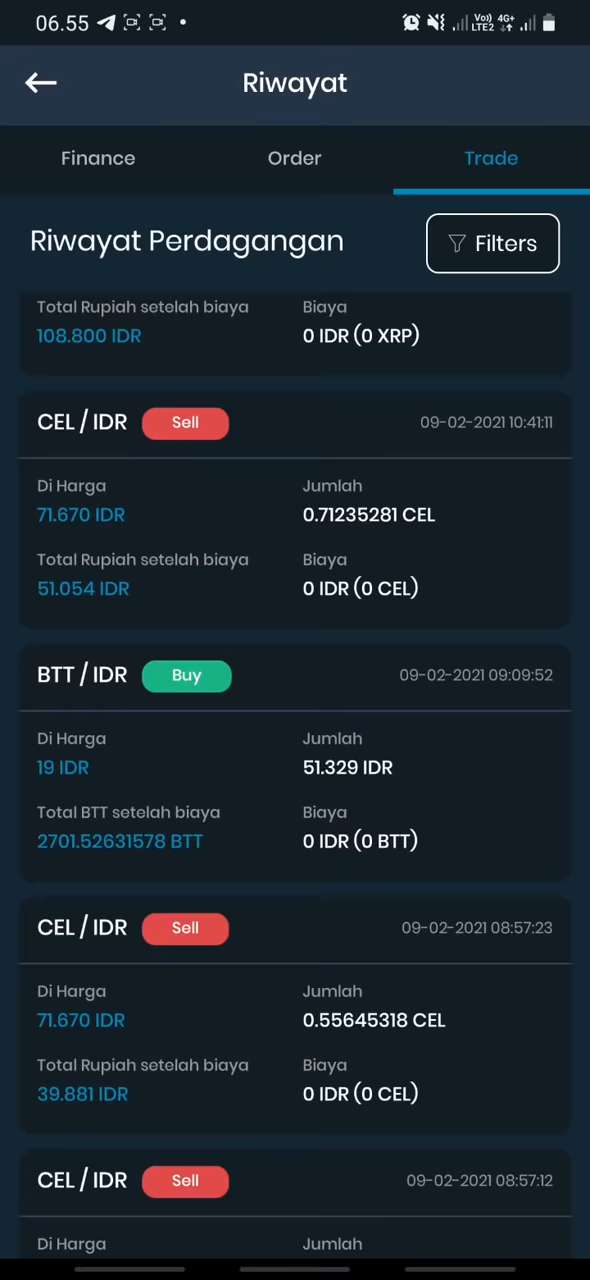 06.55
Vo)) 4G+
LTE2
Riwayat
Finance Order Trade
Riwayat Perdagangan Filters
Total Rupiah setelah biaya Biaya
108.800 IDR 0 IDR (0 XRP)
CEL / IDR Sell 09-02-2021 10:41:11
Di Harga Jumlah
71.670 IDR 0.71235281 CEL
Total Rupiah setelah biaya Biaya
51.054 IDR 0 IDR (0 CEL)
BTT / IDR Buy 09-02-2021 09:09:52
Di Harga Jumlah
19 IDR 51.329 IDR
Total BTT setelah biaya Biaya
2701.52631578 BTT 0 IDR (0 BTT)
CEL / IDR Sell 09-02-2021 08:57:23
Di Harga Jumlah
71.670 IDR 0.55645318 CEL
Total Rupiah setelah biaya Biaya
39.881 IDR 0 IDR (0 CEL)
CEL / IDR Sell 09-02-2021 08:57:12
Di Harga Jumlah